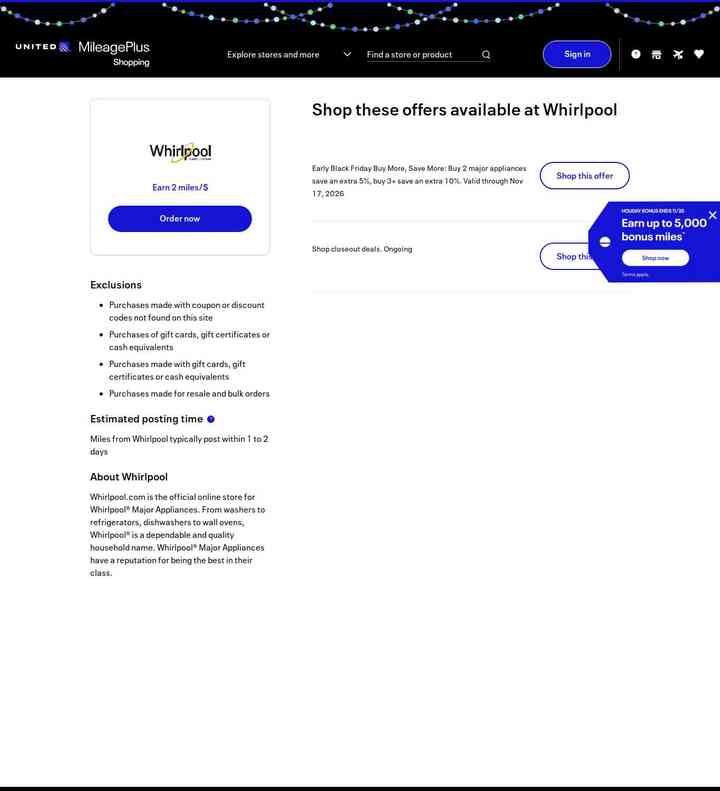 UNITED MileagePlus
Shopping
Explore stores and more
Find a store or product
Sign in
Whirlpool
Earn 2 miles/$
Order now
Exclusions
• Purchases made with coupon or discount
codes not found on this site
• Purchases of gift cards, gift certificates or
cash equivalents
• Purchases made with gift cards, gift
certificates or cash equivalents
• Purchases made for resale and bulk orders
Estimated posting time ?
Miles from Whirlpool typically post within 1 to 2
days
About Whirlpool
Whirlpool.com is the official online store for
Whirlpool® Major Appliances. From washers to
refrigerators, dishwashers to wall ovens,
Whirlpool® is a dependable and quality
household name. Whirlpool® Major Appliances
have a reputation for being the best in their
class.
Shop these offers available at Whirlpool
Early Black Friday Buy More, Save More: Buy 2 major appliances
save an extra 5%, buy 3+ save an extra 10%. Valid through Nov
17, 2026
Shop this offer
Shop closeout deals. Ongoing
Shop this
HOLIDAY BONUS ENDS 11/20
Earn up to 5,000
bonus miles*
Shop now
Terms apply.